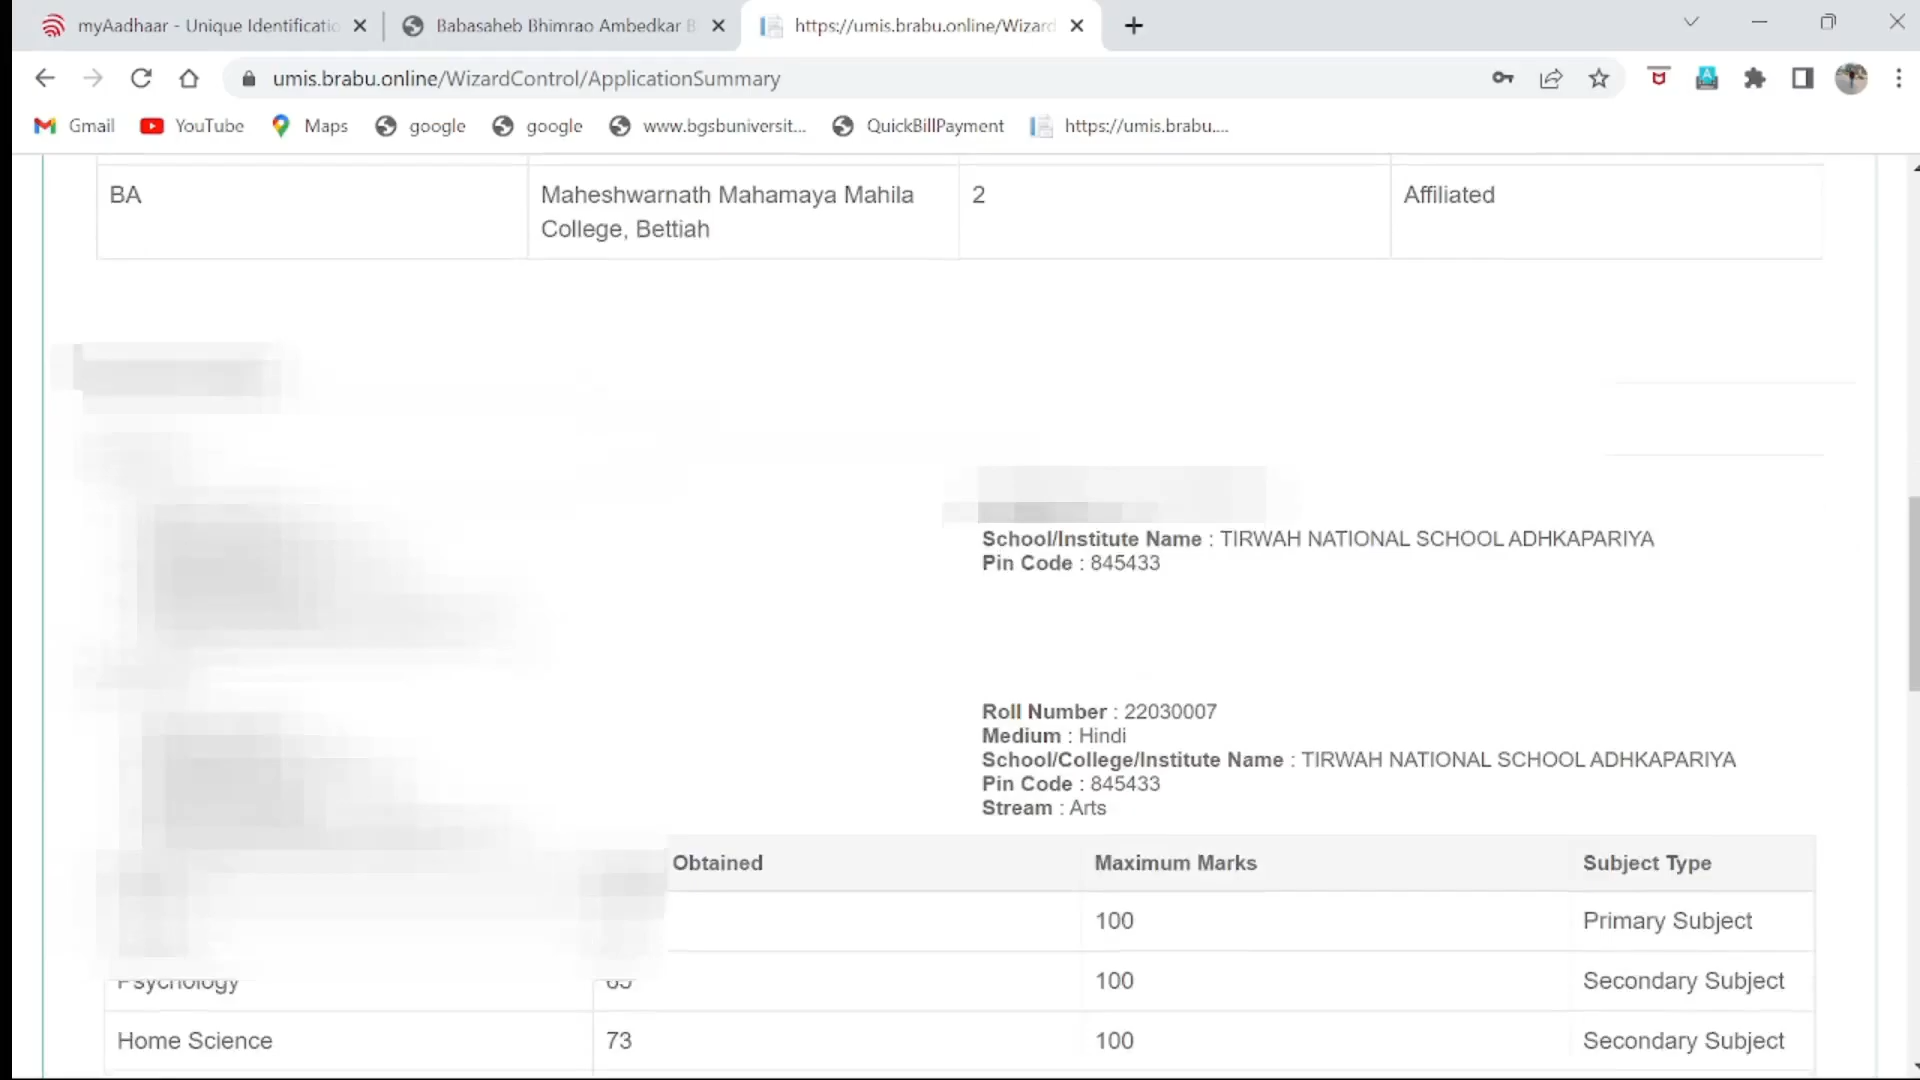 myAadhaar - Unique Identificatio
Babasaheb Bhimrao Ambedkar B
https://umis.brabu.online/Wizard
umis.brabu.online/WizardControl/ApplicationSummary
Gmail
YouTube
Maps
google
google
www.bgsbuniversit...
QuickBillPayment
https://umis.brabu....
BA
Maheshwarnath Mahamaya Mahila
College, Bettiah
2
Affiliated
School/Institute Name : TIRWAH NATIONAL SCHOOL ADHKAPARIYA
Pin Code : 845433
Roll Number : 22030007
Medium : Hindi
School/College/Institute Name : TIRWAH NATIONAL SCHOOL ADHKAPARIYA
Pin Code : 845433
Stream : Arts
Obtained
Maximum Marks
Subject Type
100
Primary Subject
Psychology
100
Secondary Subject
Home Science
73
100
Secondary Subject